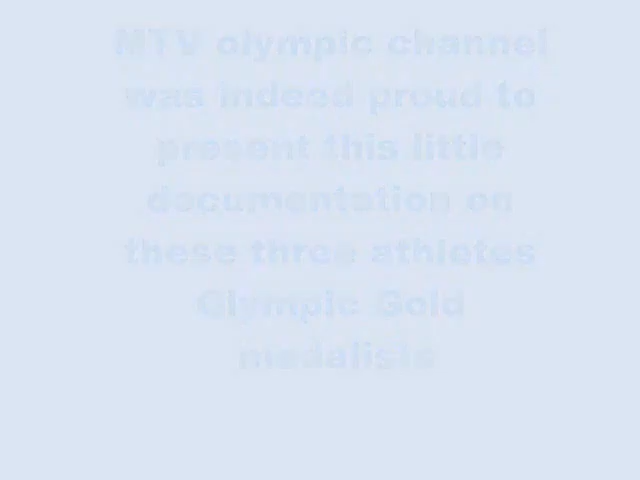 MTV olympic channel
was indeed proud to
present this little
documentation on
these three athletes
Olympic Gold
medalists